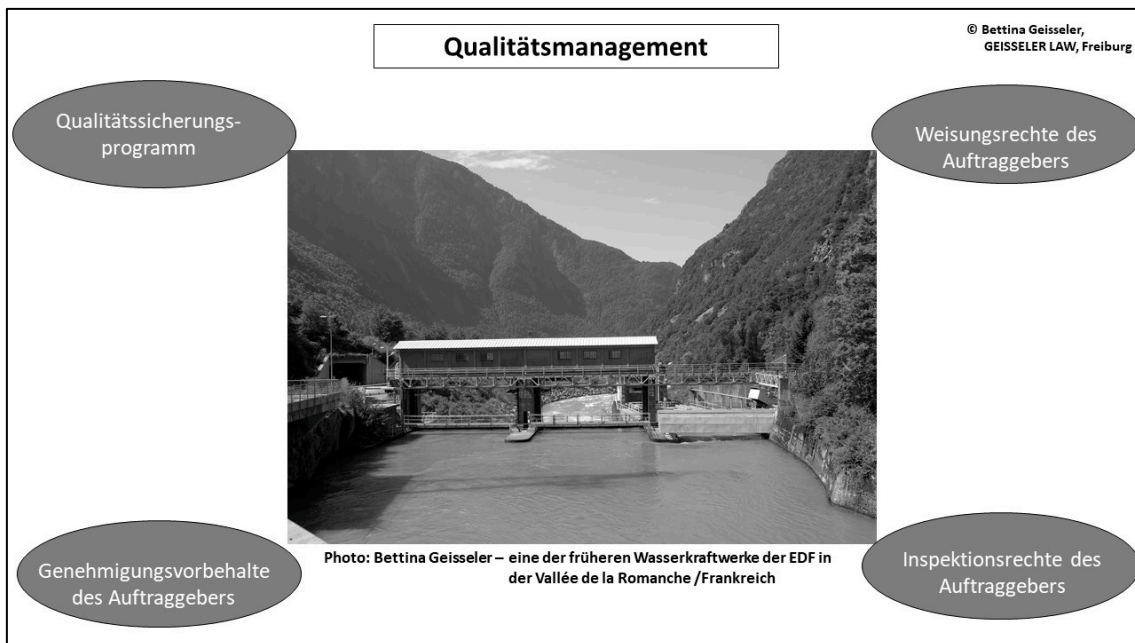 Qualitätsmanagement
© Bettina Geisseler,
GEISSELER LAW, Freiburg
Qualitätssicherungs-
programm
Weisungsrechte des
Auftraggebers
Photo: Bettina Geisseler – eine der früheren Wasserkraftwerke der EDF in
der Vallée de la Romanche /Frankreich
Genehmigungsvorbehalte
des Auftraggebers
Inspektionsrechte des
Auftraggebers